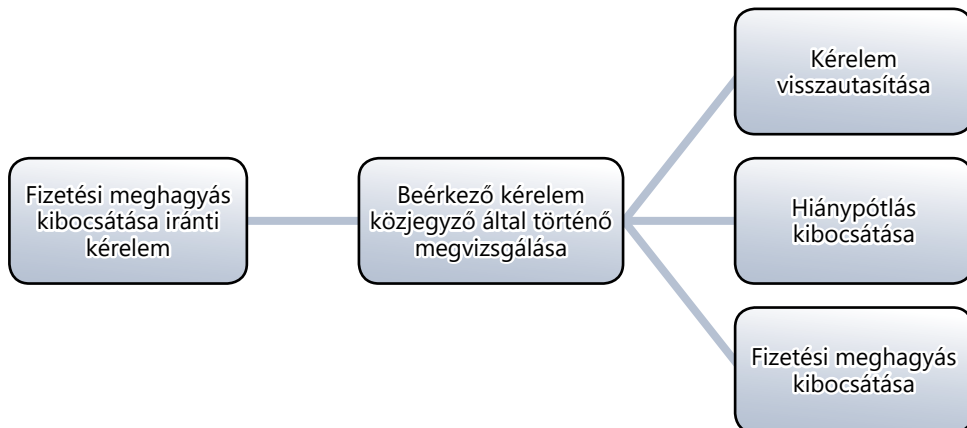 Fizetési meghagyás
kibocsátása iránti
kérelem
Beérkező kérelem
közjegyző által történő
megvizsgálása
Kérelem
visszautasítása
Hiánypótlás
kibocsátása
Fizetési meghagyás
kibocsátása